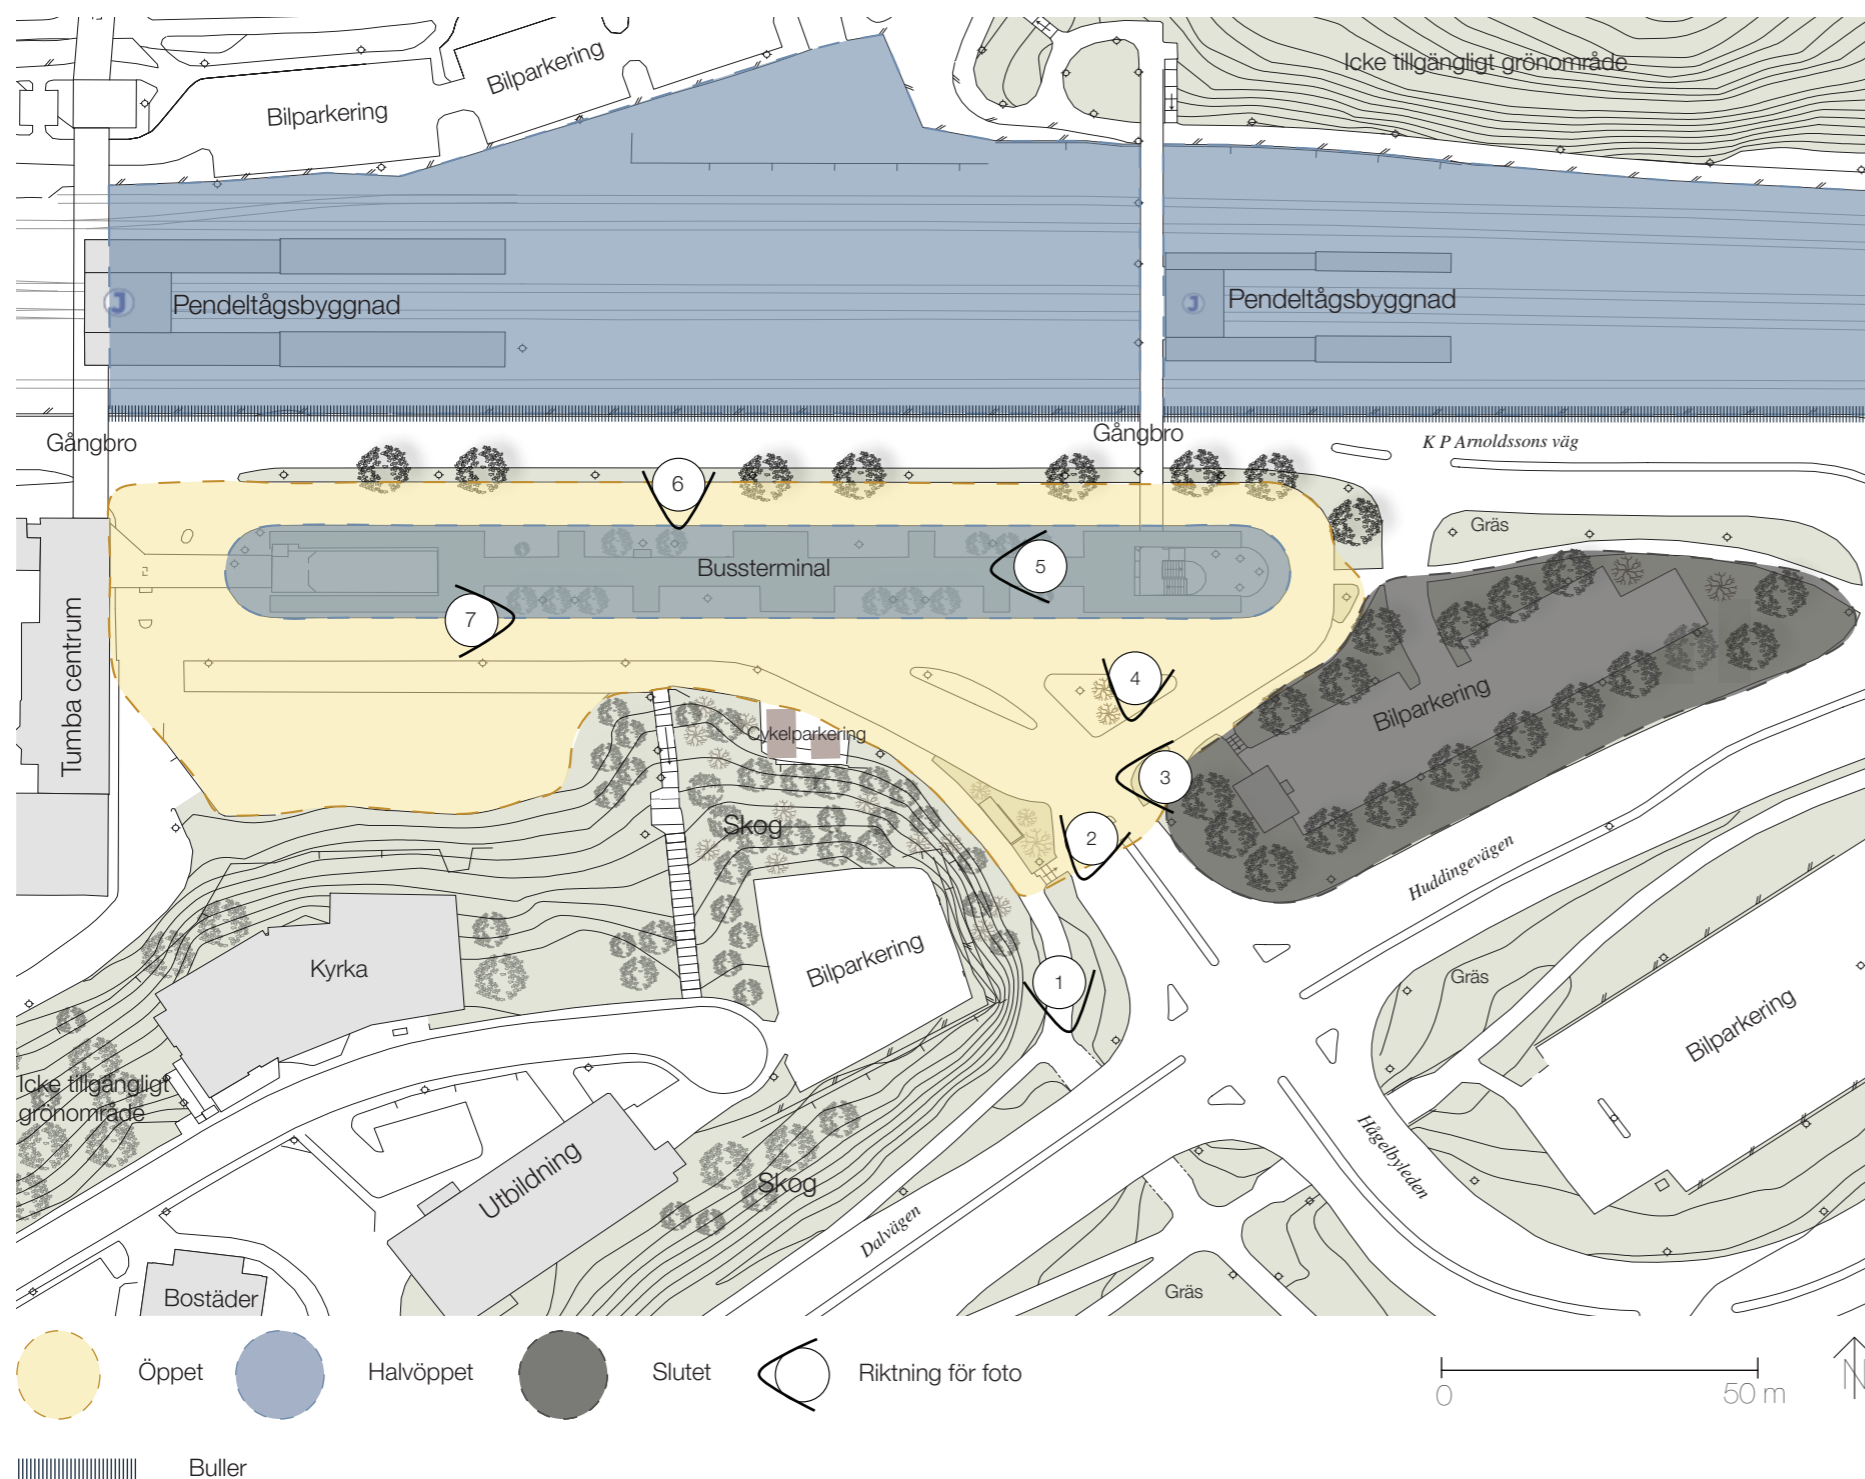 Bilparkering
Bilparkering
Icke tillgängligt grönområde
J
Pendeltågsbyggnad
J
Pendeltågsbyggnad
Gångbro
Gångbro
K P Arnoldssons väg
6
Gräs
Bussterminal
5
7
Tumba centrum
4
Bilparkering
Cykelparkering
3
Skog
2
Huddingevägen
Kyrka
Bilparkering
1
Gräs
Bilparkering
Icke tillgängligt
grönområde
Utbildning
Skog
Hågelbyleden
Dalvägen
Bostäder
Gräs
Öppet
Halvöppet
Slutet
Riktning för foto
0
50 m
N
Buller